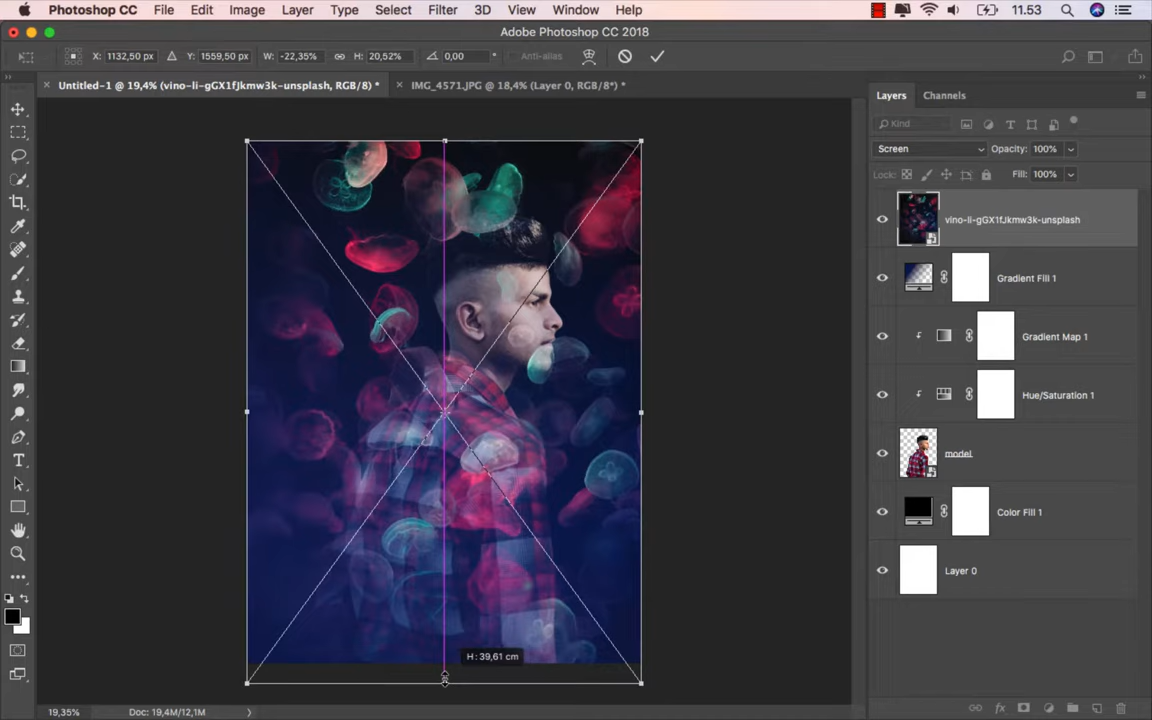 Photoshop CC File Edit Image Layer Type Select Filter 3D View Window Help 11.53
Adobe Photoshop CC 2018
X: 1132,50 px Y: 1559,50 px W: -22,35% H: 20,52% 0,00 ° Anti-alias
× Untitled-1 @ 19,4% (vino-li-gGX1fJkmw3k-unsplash, RGB/8) * × IMG_4571.JPG @ 18,4% (Layer 0, RGB/8*) *
Layers Channels
Kind
Screen Opacity: 100%
Lock: Fill: 100%
vino-li-gGX1fJkmw3k-unsplash
Gradient Fill 1
Gradient Map 1
Hue/Saturation 1
model
Color Fill 1
Layer 0
H: 39,61 cm
19,35% Doc: 19,4M/12,1M